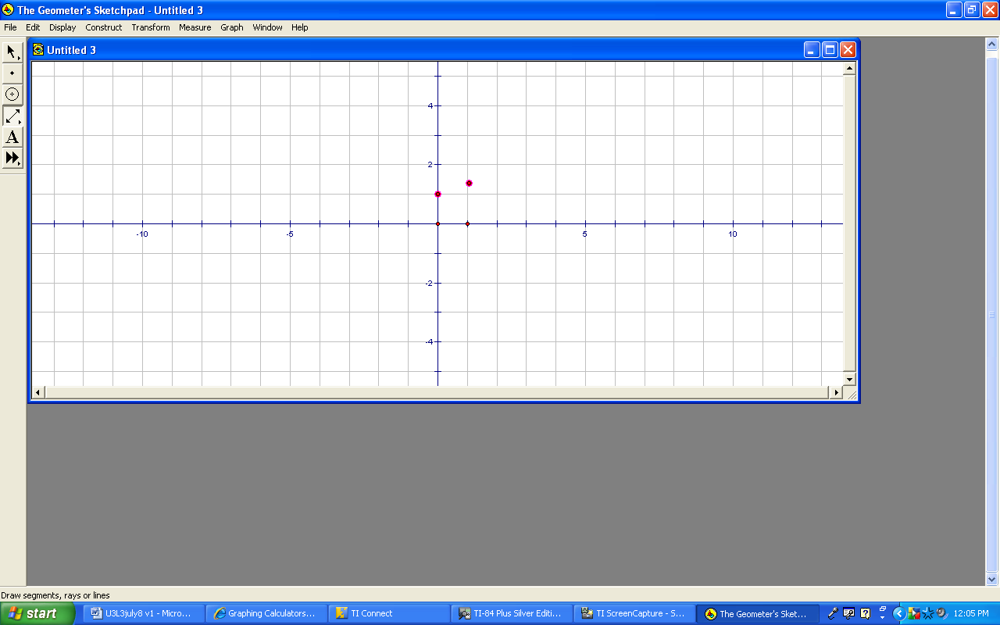 The Geometer's Sketchpad - Untitled 3
File Edit Display Construct Transform Measure Graph Window Help
Untitled 3
A
4
2
-10 -5 5 10
-2
-4
Draw segments, rays or lines
start U3L3july8 v1 - Micro... Graphing Calculators... TI Connect TI-84 Plus Silver Editi... TI ScreenCapture - S... The Geometer's Sket... 12:05 PM